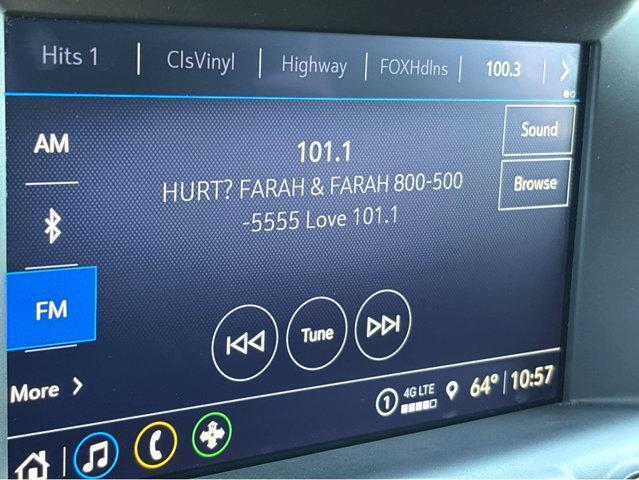 Hits 1 ClsVinyl Highway FOXHdlns 100.3
AM
FM
More
101.1
HURT? FARAH & FARAH 800-500
-5555 Love 101.1
Sound
Browse
Tune
1 4G LTE 64° 10:57